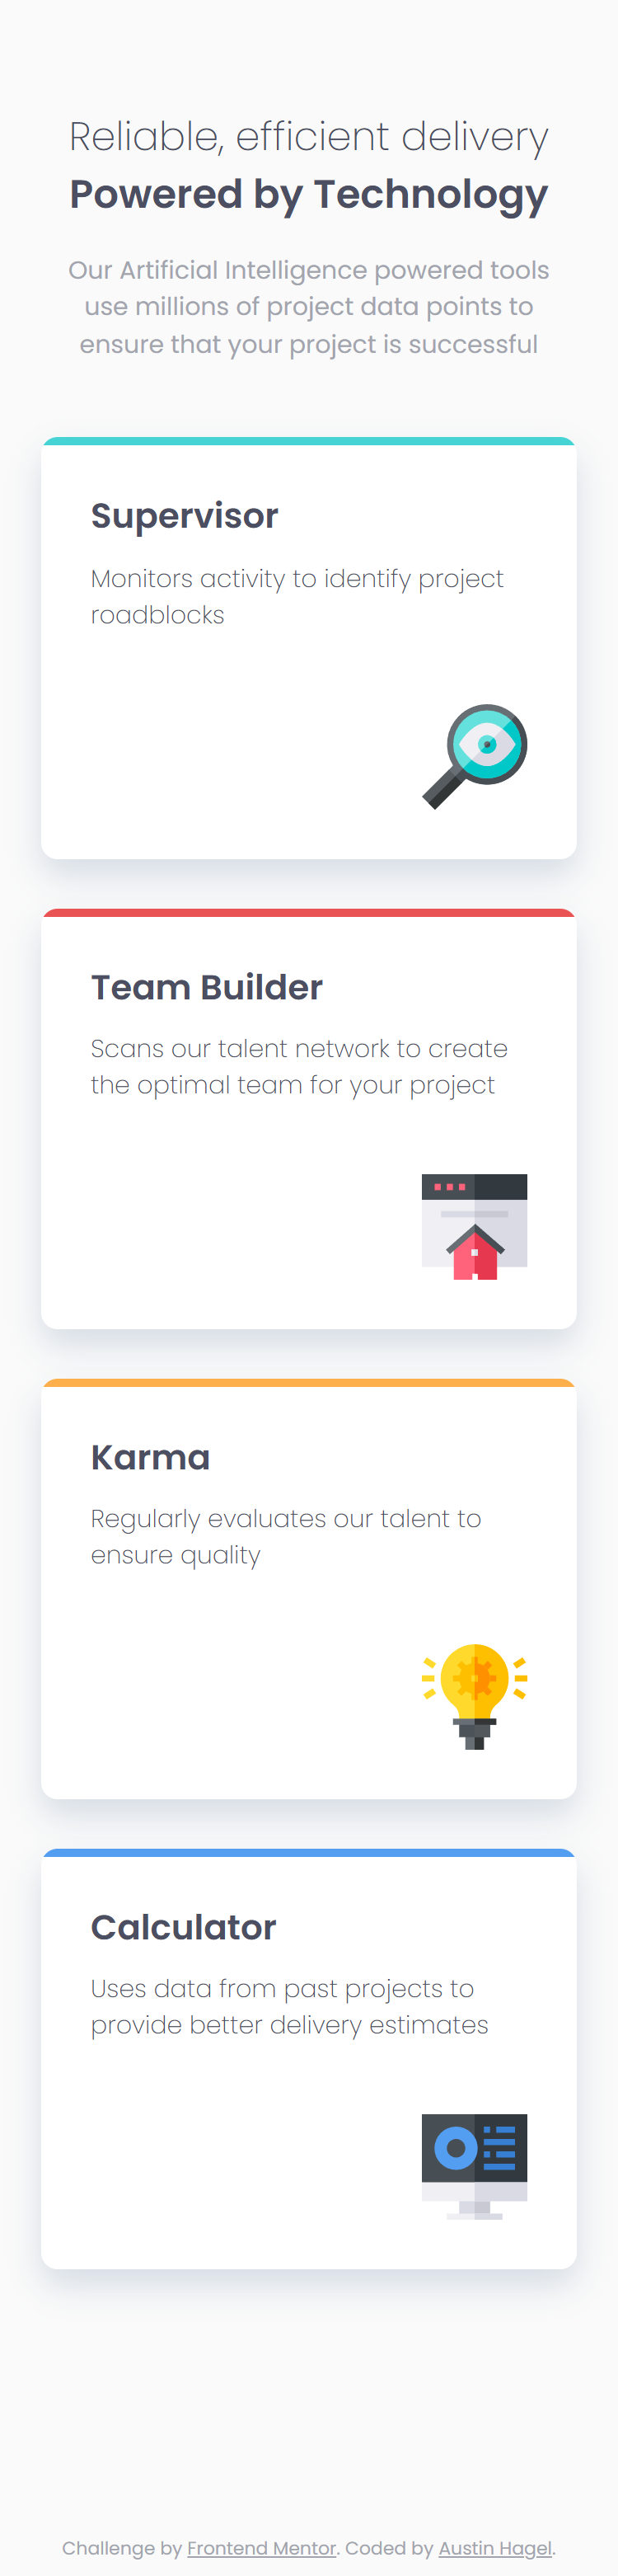 Reliable, efficient delivery
Powered by Technology
Our Artificial Intelligence powered tools
use millions of project data points to
ensure that your project is successful
Supervisor
Monitors activity to identify project
roadblocks
Team Builder
Scans our talent network to create
the optimal team for your project
Karma
Regularly evaluates our talent to
ensure quality
Calculator
Uses data from past projects to
provide better delivery estimates
Challenge by Frontend Mentor. Coded by Austin Hagel.